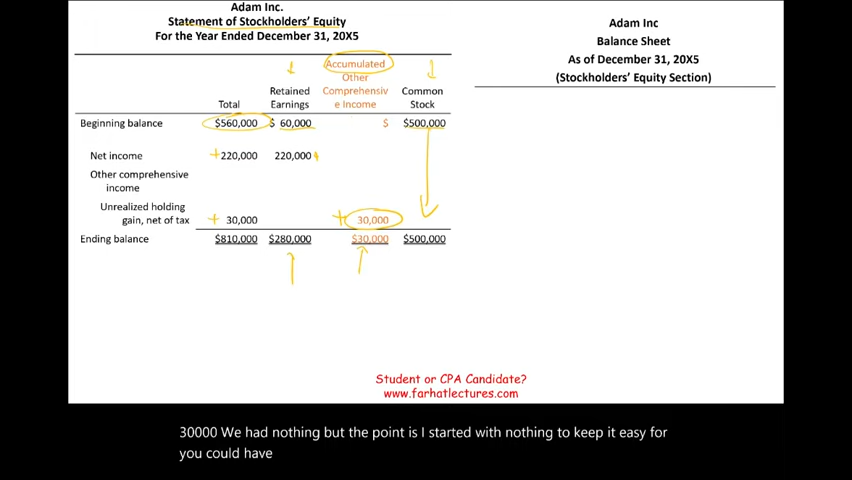 Adam Inc.
Statement of Stockholders' Equity
For the Year Ended December 31, 20X5
Accumulated
Other
Retained Comprehensiv Common
Total Earnings e Income Stock
Beginning balance $560,000 $ 60,000 $ $500,000
Net income 220,000 220,000
Other comprehensive
income
Unrealized holding
gain, net of tax 30,000 30,000
Ending balance $810,000 $280,000 $30,000 $500,000
Adam Inc
Balance Sheet
As of December 31, 20X5
(Stockholders' Equity Section)
Student or CPA Candidate?
www.farhatlectures.com
30000 We had nothing but the point is I started with nothing to keep it easy for
you could have